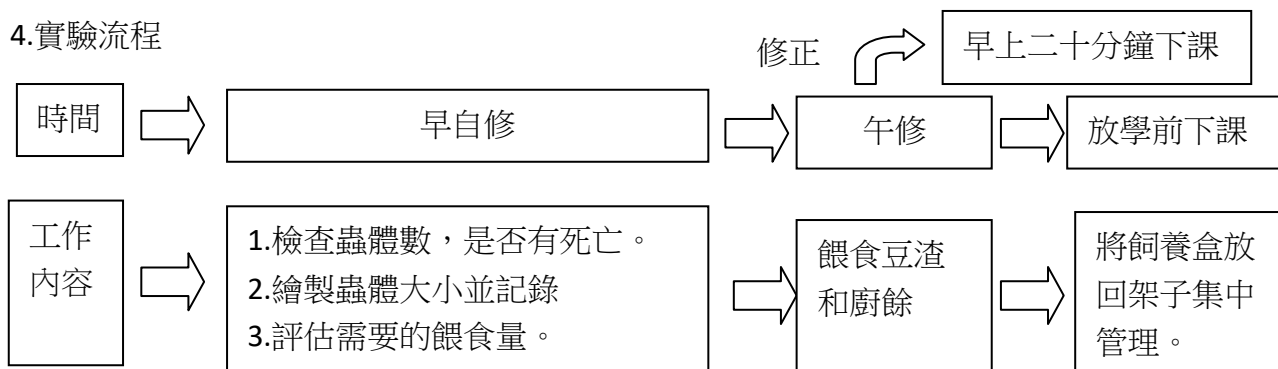 4.實驗流程
修正
早上二十分鐘下課
時間
早自修
午修
放學前下課
工作
內容
1.檢查蟲體數，是否有死亡。
2.繪製蟲體大小並記錄
3.評估需要的餵食量。
餵食豆渣
和廚餘
將飼養盒放
回架子集中
管理。